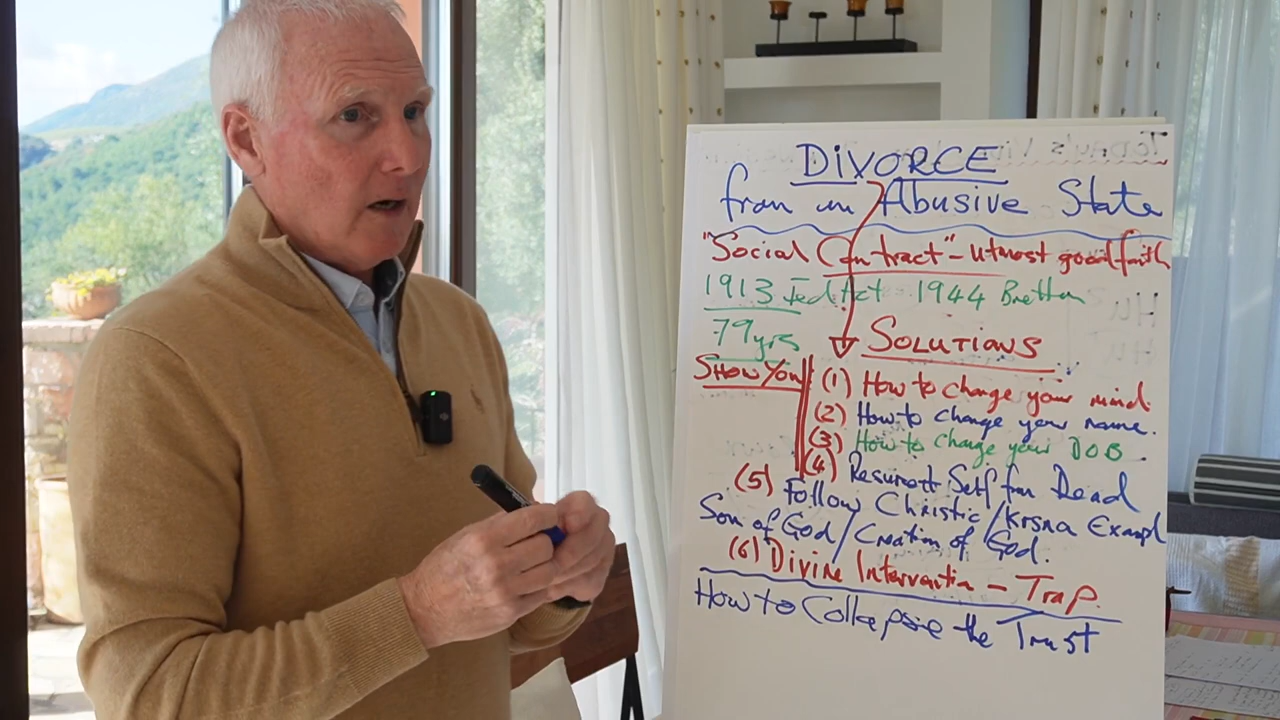 DIVORCE
from an Abusive State
"Social Contract" - utmost good faith
1913 Fed Act 1944 Bretton
79 yrs
SOLUTIONS
SHOW YOU
(1) How to change your mind.
(2) How to change your name.
(3) How to change your DOB
(4) Resurrect Self from Dead
(5) Follow Christic / Krsna Exampl
Son of God / Creation of God.
(6) Divine Intervention - Trap.
How to Collapse the Trust